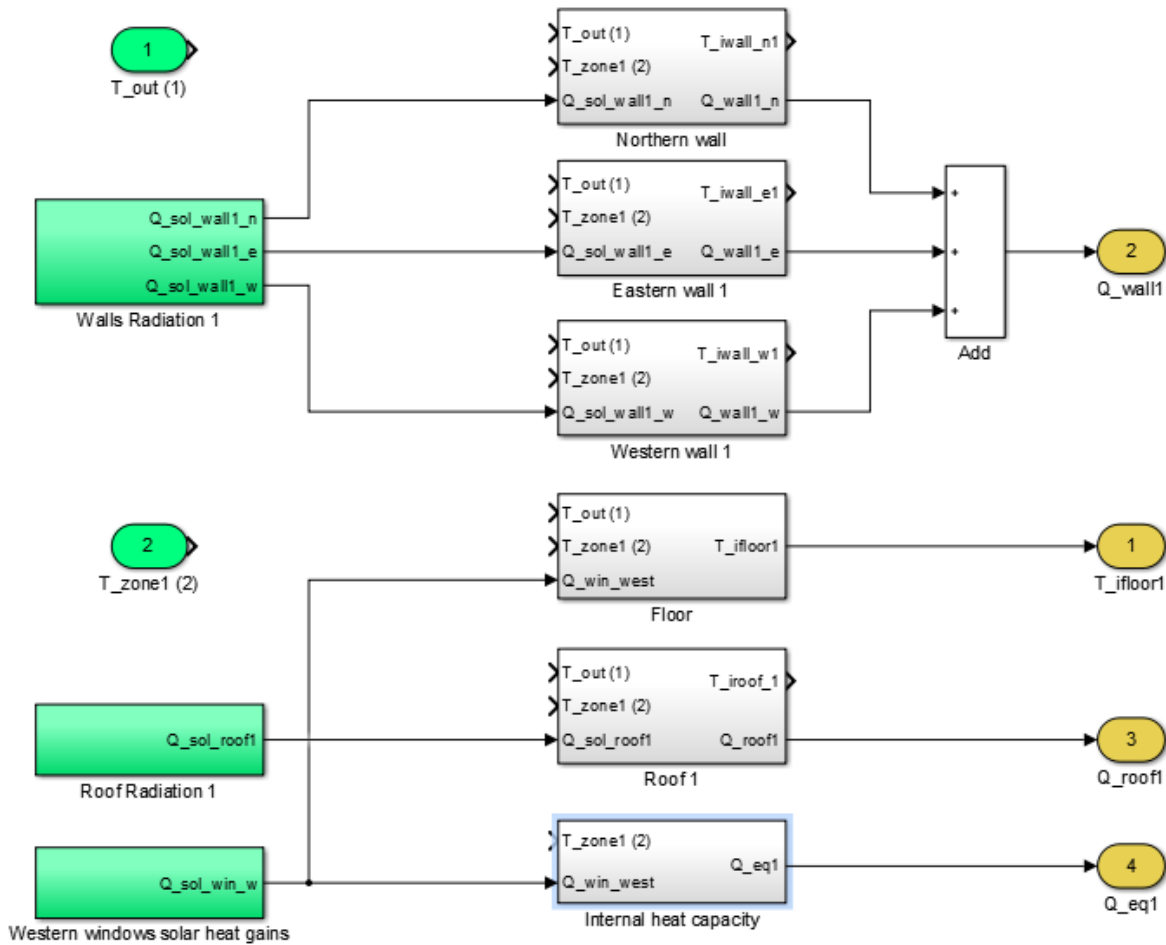 1
T_out (1)
T_out (1)
T_zone1 (2)
Q_sol_wall1_n
T_iwall_n1
Q_wall1_n
Northern wall
Q_sol_wall1_n
Q_sol_wall1_e
Q_sol_wall1_w
Walls Radiation 1
T_out (1)
T_zone1 (2)
Q_sol_wall1_e
T_iwall_e1
Q_wall1_e
Eastern wall 1
+
+
+
Add
2
Q_wall1
T_out (1)
T_zone1 (2)
Q_sol_wall1_w
T_iwall_w1
Q_wall1_w
Western wall 1
2
T_zone1 (2)
T_out (1)
T_zone1 (2)
Q_win_west
T_ifloor1
Floor
1
T_ifloor1
Q_sol_roof1
Roof Radiation 1
T_out (1)
T_zone1 (2)
Q_sol_roof1
T_iroof_1
Q_roof1
Roof 1
3
Q_roof1
Q_sol_win_w
Western windows solar heat gains
T_zone1 (2)
Q_win_west
Q_eq1
Internal heat capacity
4
Q_eq1